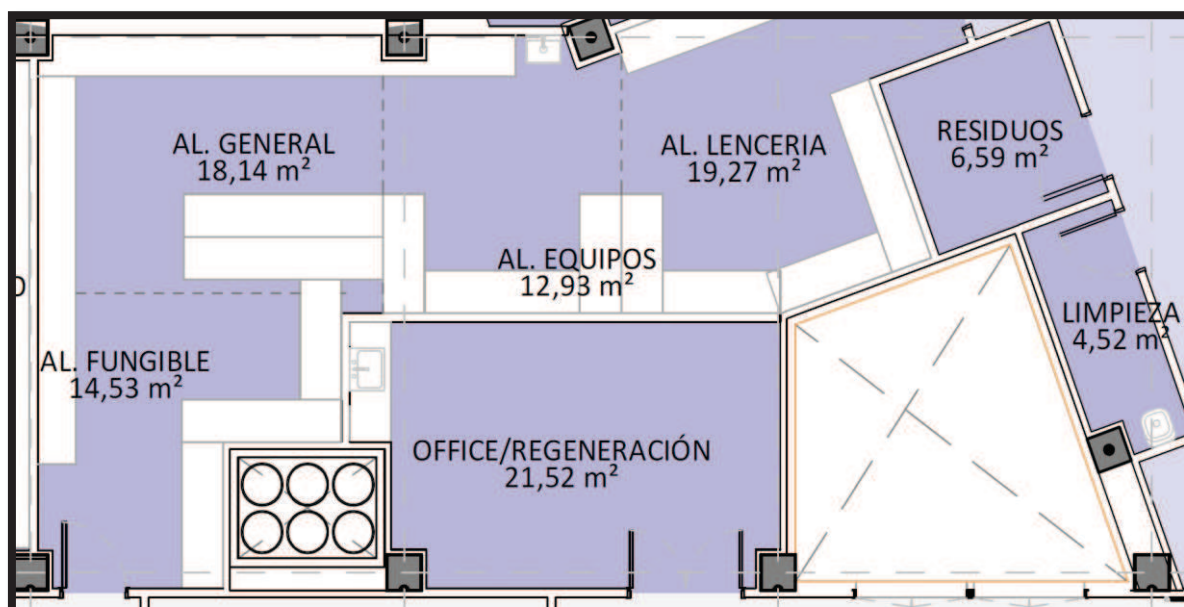 AL. GENERAL
18,14 m²
AL. LENCERIA
19,27 m²
RESIDUOS
6,59 m²
AL. EQUIPOS
12,93 m²
LIMPIEZA
4,52 m²
AL. FUNGIBLE
14,53 m²
OFFICE/REGENERACIÓN
21,52 m²